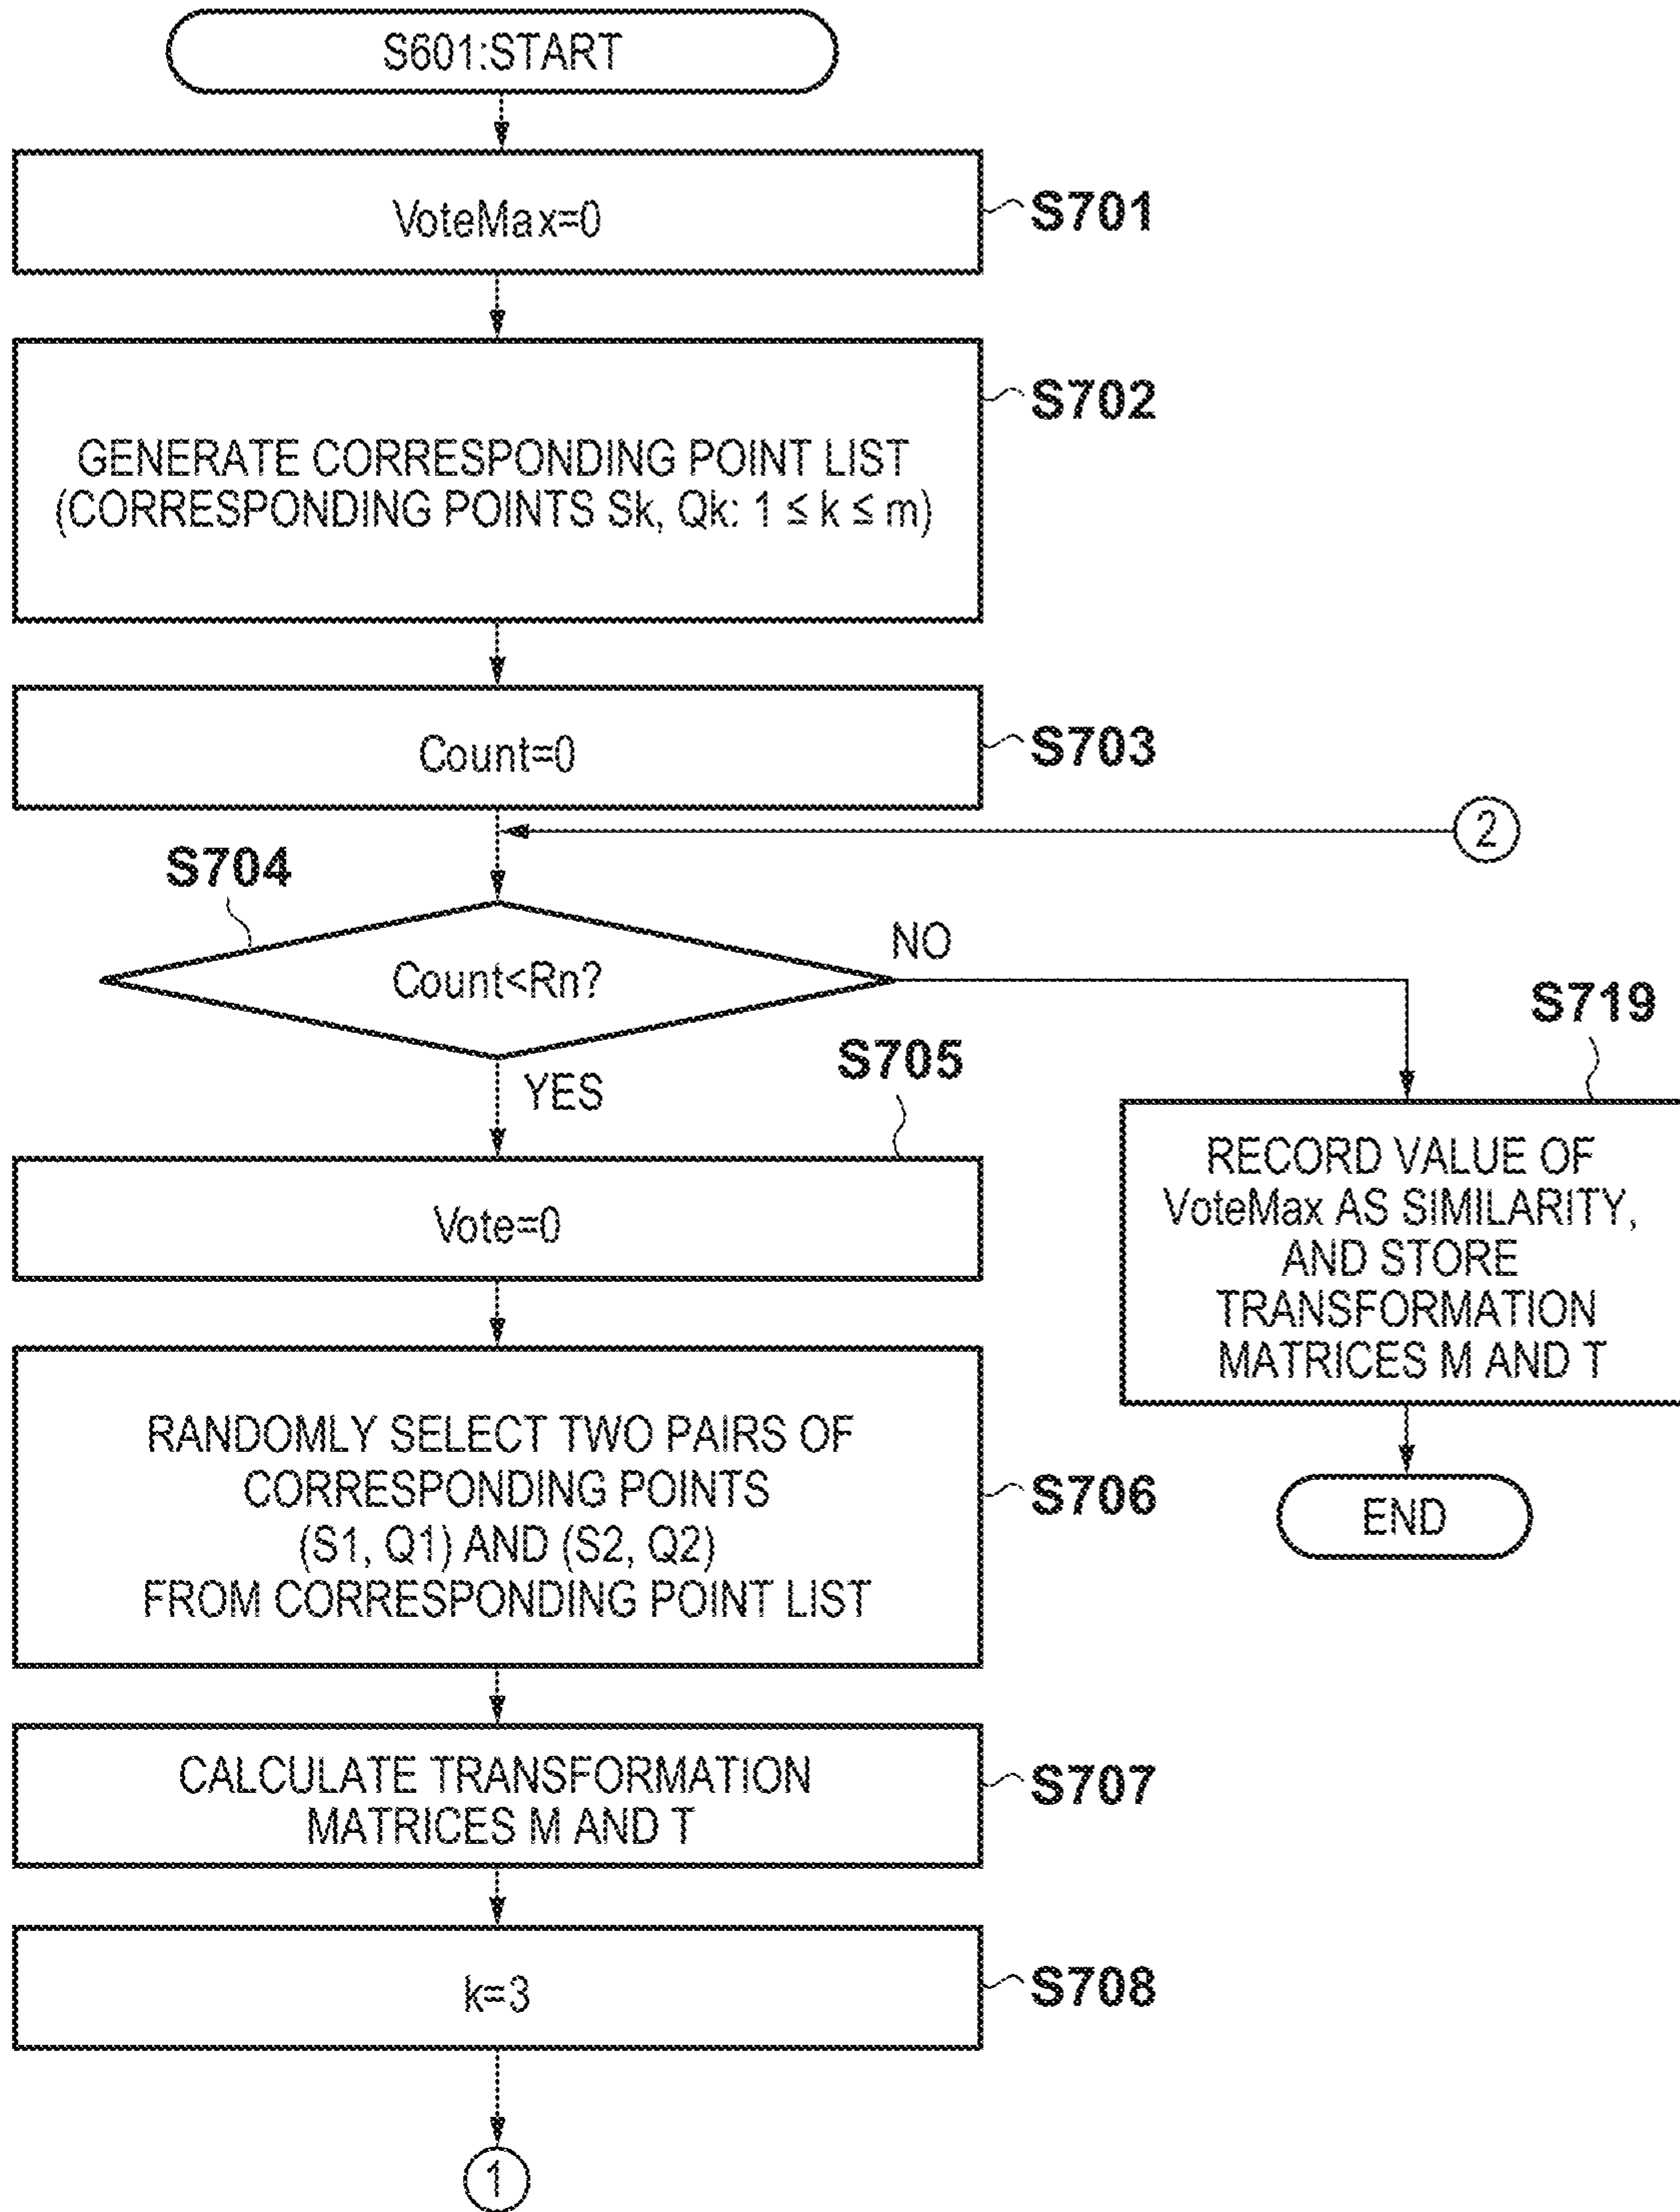 S601:START
VoteMax=0
S701
S702
GENERATE CORRESPONDING POINT LIST
(CORRESPONDING POINTS Sk, Qk: 1 ≤ k ≤ m)
Count=0
S703
2
S704
Count<Rn?
NO
YES
S705
S719
Vote=0
RECORD VALUE OF
VoteMax AS SIMILARITY,
AND STORE
TRANSFORMATION
MATRICES M AND T
RANDOMLY SELECT TWO PAIRS OF
CORRESPONDING POINTS
(S1, Q1) AND (S2, Q2)
FROM CORRESPONDING POINT LIST
S706
END
CALCULATE TRANSFORMATION
MATRICES M AND T
S707
k=3
S708
1